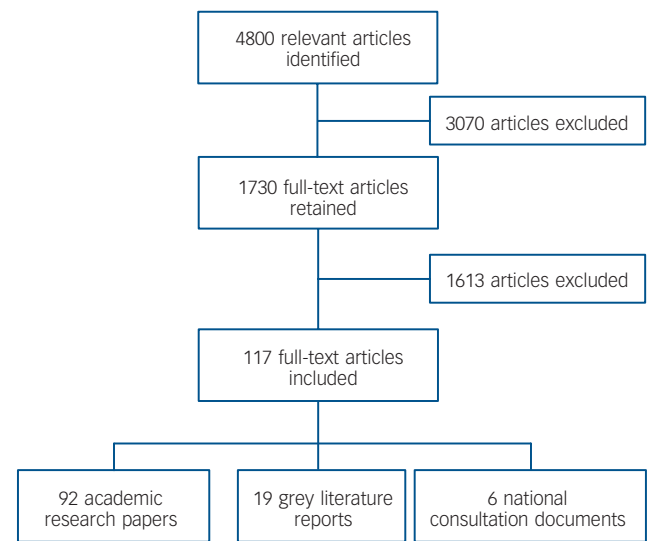 4800 relevant articles
identified
3070 articles excluded
1730 full-text articles
retained
1613 articles excluded
117 full-text articles
included
92 academic
research papers
19 grey literature
reports
6 national
consultation documents